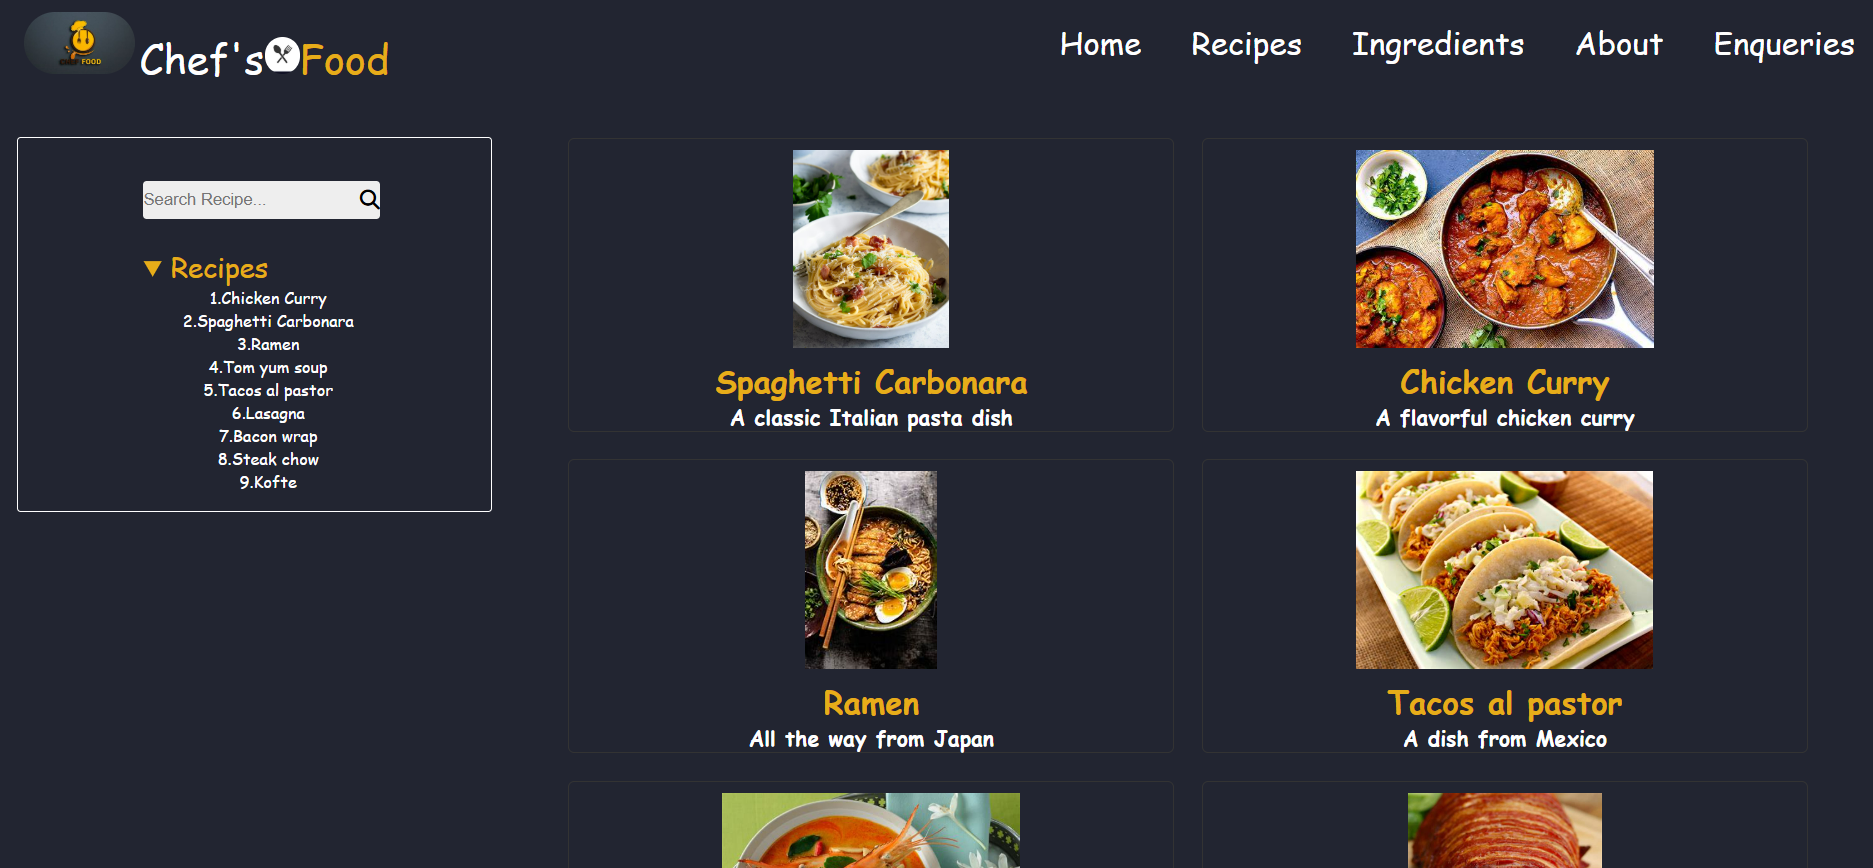 FOOD
Chef's Food
Home Recipes Ingredients About Enqueries
Search Recipe...
▼ Recipes
1.Chicken Curry
2.Spaghetti Carbonara
3.Ramen
4.Tom yum soup
5.Tacos al pastor
6.Lasagna
7.Bacon wrap
8.Steak chow
9.Kofte
Spaghetti Carbonara
A classic Italian pasta dish
Chicken Curry
A flavorful chicken curry
Ramen
All the way from Japan
Tacos al pastor
A dish from Mexico